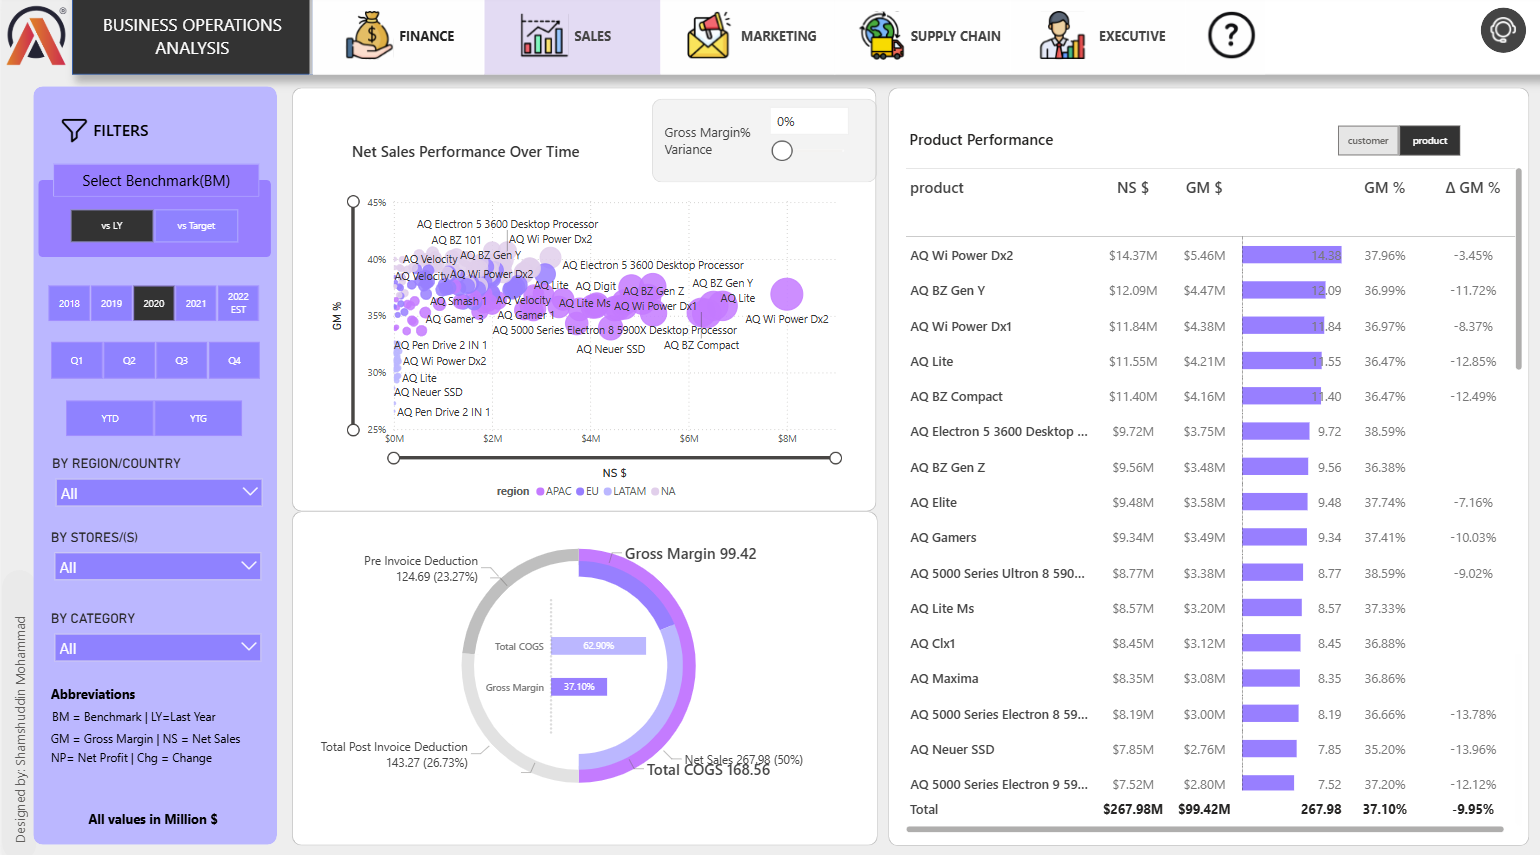 ®
BUSINESS OPERATIONS
ANALYSIS
FINANCE
SALES
MARKETING
SUPPLY CHAIN
EXECUTIVE
?
FILTERS
Select Benchmark(BM)
vs LY
vs Target
2018
2019
2020
2021
2022
EST
Q1
Q2
Q3
Q4
YTD
YTG
BY REGION/COUNTRY
All
BY STORES/(S)
All
BY CATEGORY
All
Abbreviations
BM = Benchmark | LY=Last Year
GM = Gross Margin | NS = Net Sales
NP= Net Profit | Chg = Change
All values in Million $
Designed by: Shamshuddin Mohammad
Net Sales Performance Over Time
Gross Margin%
Variance
0%
GM %
45%
40%
35%
30%
25%
AQ Electron 5 3600 Desktop Processor
AQ BZ 101
AQ Wi Power Dx2
AQ Velocity
AQ BZ Gen Y
AQ Electron 5 3600 Desktop Processor
AQ Velocity
AQ Wi Power Dx2
AQ Lite
AQ Digit
AQ BZ Gen Z
AQ BZ Gen Y
AQ Smash 1
AQ Velocity
AQ Lite Ms
AQ Wi Power Dx1
AQ Lite
AQ Gamer 3
AQ Gamer 1
AQ Wi Power Dx2
AQ 5000 Series Electron 8 5900X Desktop Processor
AQ Pen Drive 2 IN 1
AQ Neuer SSD
AQ BZ Compact
AQ Wi Power Dx2
AQ Lite
AQ Neuer SSD
AQ Pen Drive 2 IN 1
$0M
$2M
$4M
$6M
$8M
NS $
region APAC EU LATAM NA
Gross Margin 99.42
Pre Invoice Deduction
124.69 (23.27%)
Total COGS
62.90%
Gross Margin
37.10%
Total Post Invoice Deduction
143.27 (26.73%)
Net Sales 267.98 (50%)
Total COGS 168.56
Product Performance
customer
product
product NS $ GM $ GM % Δ GM %
AQ Wi Power Dx2 $14.37M $5.46M 14.38 37.96% -3.45%
AQ BZ Gen Y $12.09M $4.47M 12.09 36.99% -11.72%
AQ Wi Power Dx1 $11.84M $4.38M 11.84 36.97% -8.37%
AQ Lite $11.55M $4.21M 11.55 36.47% -12.85%
AQ BZ Compact $11.40M $4.16M 11.40 36.47% -12.49%
AQ Electron 5 3600 Desktop ... $9.72M $3.75M 9.72 38.59%
AQ BZ Gen Z $9.56M $3.48M 9.56 36.38%
AQ Elite $9.48M $3.58M 9.48 37.74% -7.16%
AQ Gamers $9.34M $3.49M 9.34 37.41% -10.03%
AQ 5000 Series Ultron 8 590... $8.77M $3.38M 8.77 38.59% -9.02%
AQ Lite Ms $8.57M $3.20M 8.57 37.33%
AQ Clx1 $8.45M $3.12M 8.45 36.88%
AQ Maxima $8.35M $3.08M 8.35 36.86%
AQ 5000 Series Electron 8 59... $8.19M $3.00M 8.19 36.66% -13.78%
AQ Neuer SSD $7.85M $2.76M 7.85 35.20% -13.96%
AQ 5000 Series Electron 9 59... $7.52M $2.80M 7.52 37.20% -12.12%
Total $267.98M $99.42M 267.98 37.10% -9.95%